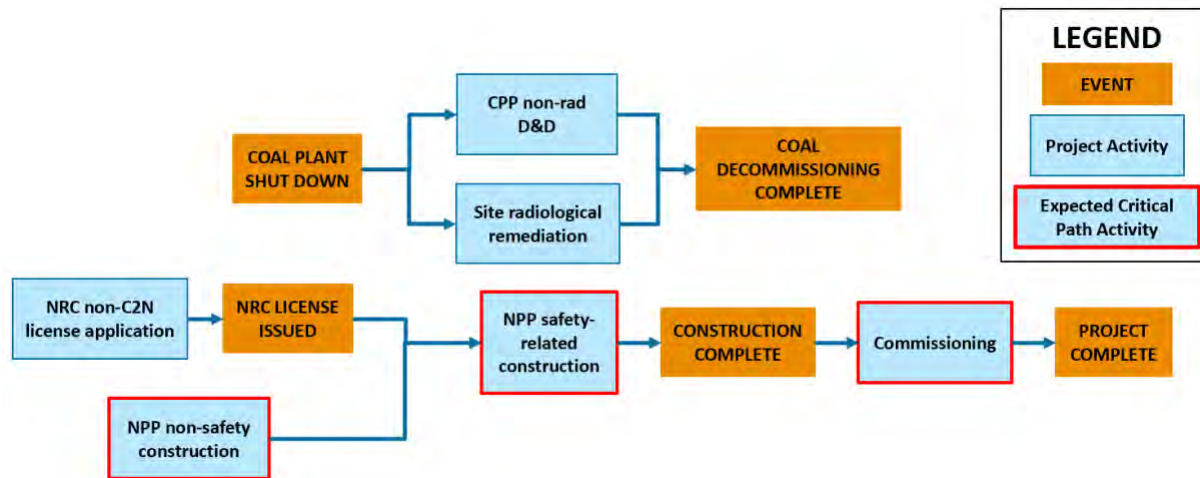 LEGEND
EVENT
Project Activity
Expected Critical
Path Activity
CPP non-rad
D&D
COAL PLANT
SHUT DOWN
COAL
DECOMMISSIONING
COMPLETE
Site radiological
remediation
NRC non-C2N
license application
NRC LICENSE
ISSUED
NPP safety-
related
construction
CONSTRUCTION
COMPLETE
Commissioning
PROJECT
COMPLETE
NPP non-safety
construction